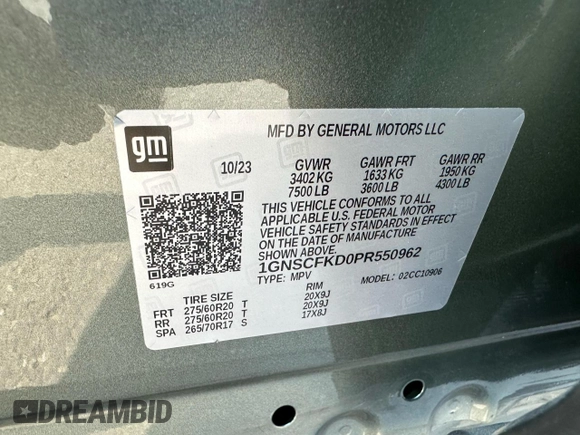 gm
MFD BY GENERAL MOTORS LLC
10/23 GVWR GAWR FRT GAWR RR
3402 KG 1633 KG 1950 KG
7500 LB 3600 LB 4300 LB
THIS VEHICLE CONFORMS TO ALL
APPLICABLE U.S. FEDERAL MOTOR
VEHICLE SAFETY STANDARDS IN EFFECT
ON THE DATE OF MANUFACTURE
SHOWN ABOVE.
1GNSCFKD0PR550962
619G
TYPE: MPV MODEL: 02CC10906
TIRE SIZE RIM
FRT 275/60R20 T 20X9J
RR 275/60R20 T 20X9J
SPA 265/70R17 S 17X8J
DREAMBID